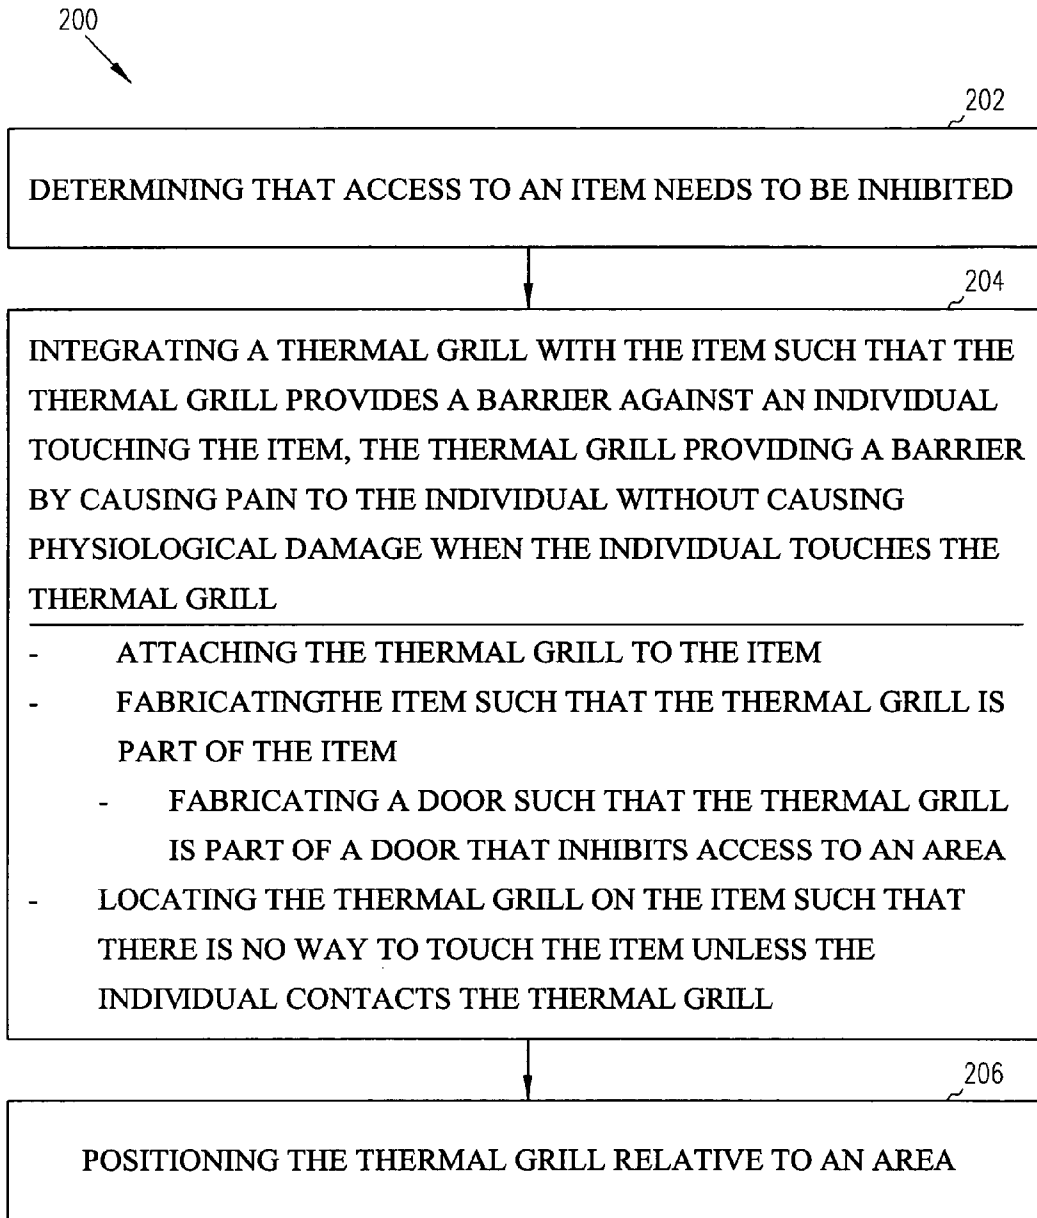 200
202
DETERMINING THAT ACCESS TO AN ITEM NEEDS TO BE INHIBITED
204
INTEGRATING A THERMAL GRILL WITH THE ITEM SUCH THAT THE
THERMAL GRILL PROVIDES A BARRIER AGAINST AN INDIVIDUAL
TOUCHING THE ITEM, THE THERMAL GRILL PROVIDING A BARRIER
BY CAUSING PAIN TO THE INDIVIDUAL WITHOUT CAUSING
PHYSIOLOGICAL DAMAGE WHEN THE INDIVIDUAL TOUCHES THE
THERMAL GRILL
- ATTACHING THE THERMAL GRILL TO THE ITEM
- FABRICATINGTHE ITEM SUCH THAT THE THERMAL GRILL IS
PART OF THE ITEM
- FABRICATING A DOOR SUCH THAT THE THERMAL GRILL
IS PART OF A DOOR THAT INHIBITS ACCESS TO AN AREA
- LOCATING THE THERMAL GRILL ON THE ITEM SUCH THAT
THERE IS NO WAY TO TOUCH THE ITEM UNLESS THE
INDIVIDUAL CONTACTS THE THERMAL GRILL
206
POSITIONING THE THERMAL GRILL RELATIVE TO AN AREA